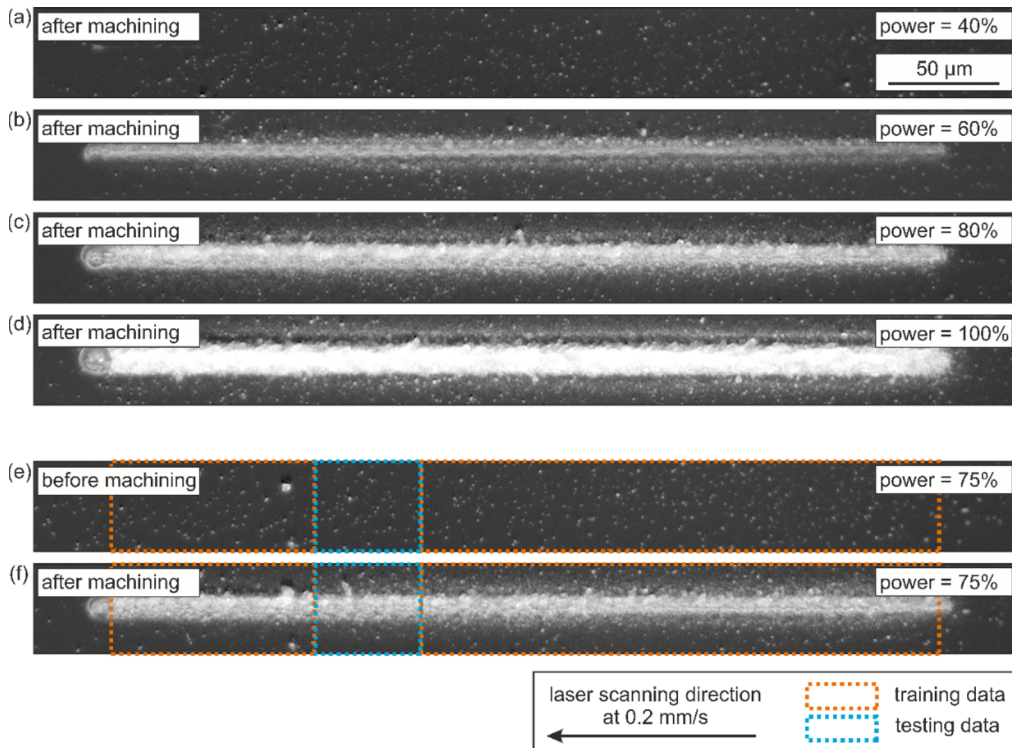 (a)
after machining
power = 40%
50 µm
(b)
after machining
power = 60%
(c)
after machining
power = 80%
(d)
after machining
power = 100%
(e)
before machining
power = 75%
(f)
after machining
power = 75%
laser scanning direction
at 0.2 mm/s
training data
testing data